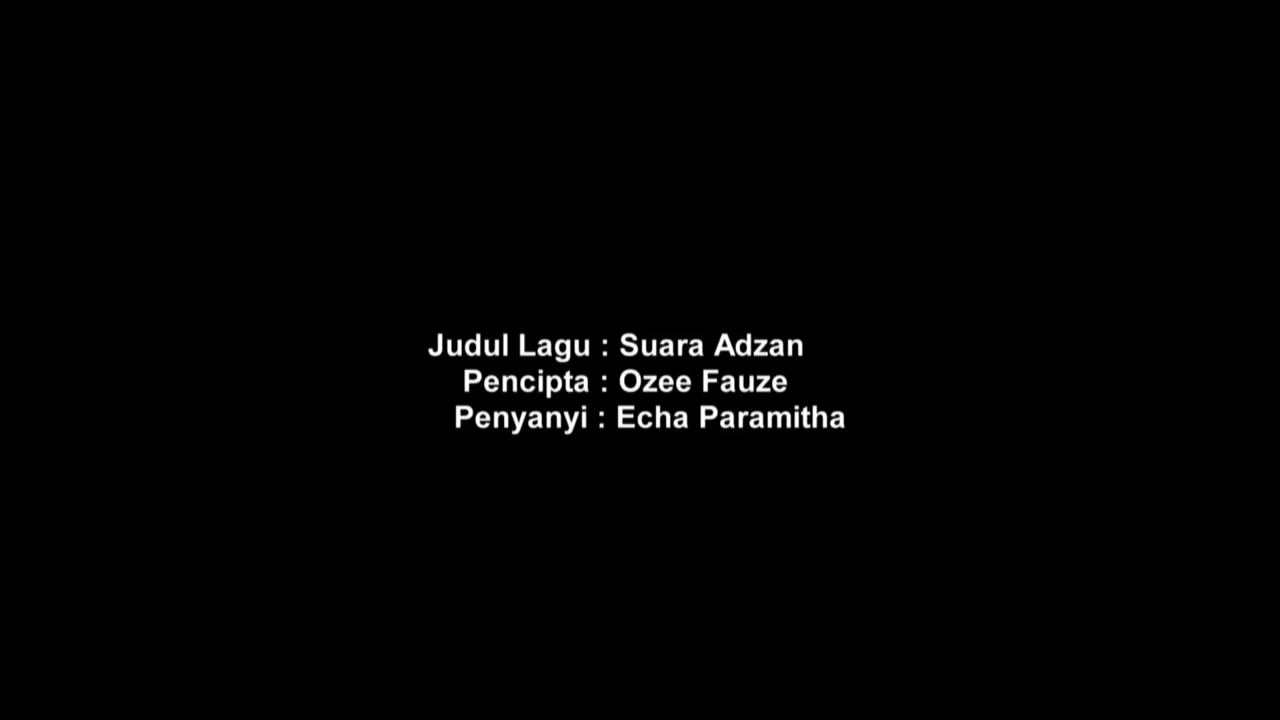 Judul Lagu : Suara Adzan
Pencipta : Ozee Fauze
Penyanyi : Echa Paramitha